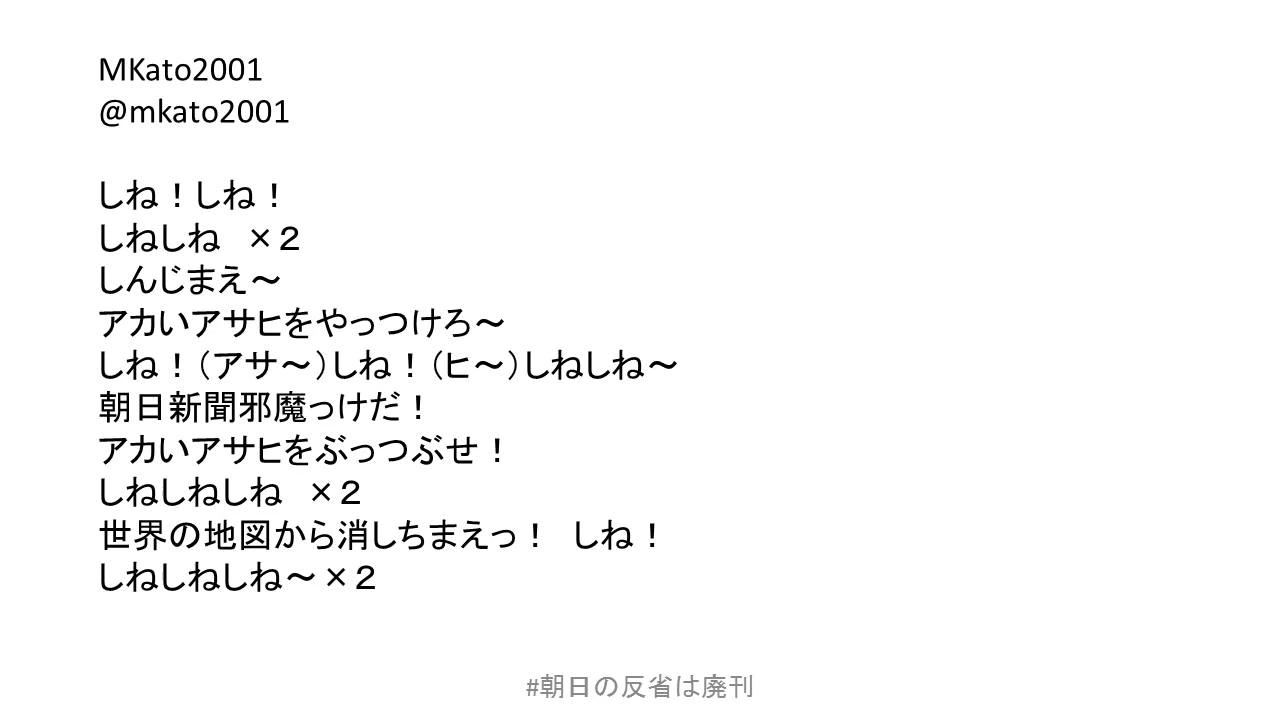 MKato2001
@mkato2001
しね！しね！
しねしね　×２
しんじまえ～
アカいアサヒをやっつけろ～
しね！（アサ～）しね！（ヒ～）しねしね～
朝日新聞邪魔っけだ！
アカいアサヒをぶっつぶせ！
しねしねしね　×２
世界の地図から消しちまえっ！　しね！
しねしねしね～×２
#朝日の反省は廃刊